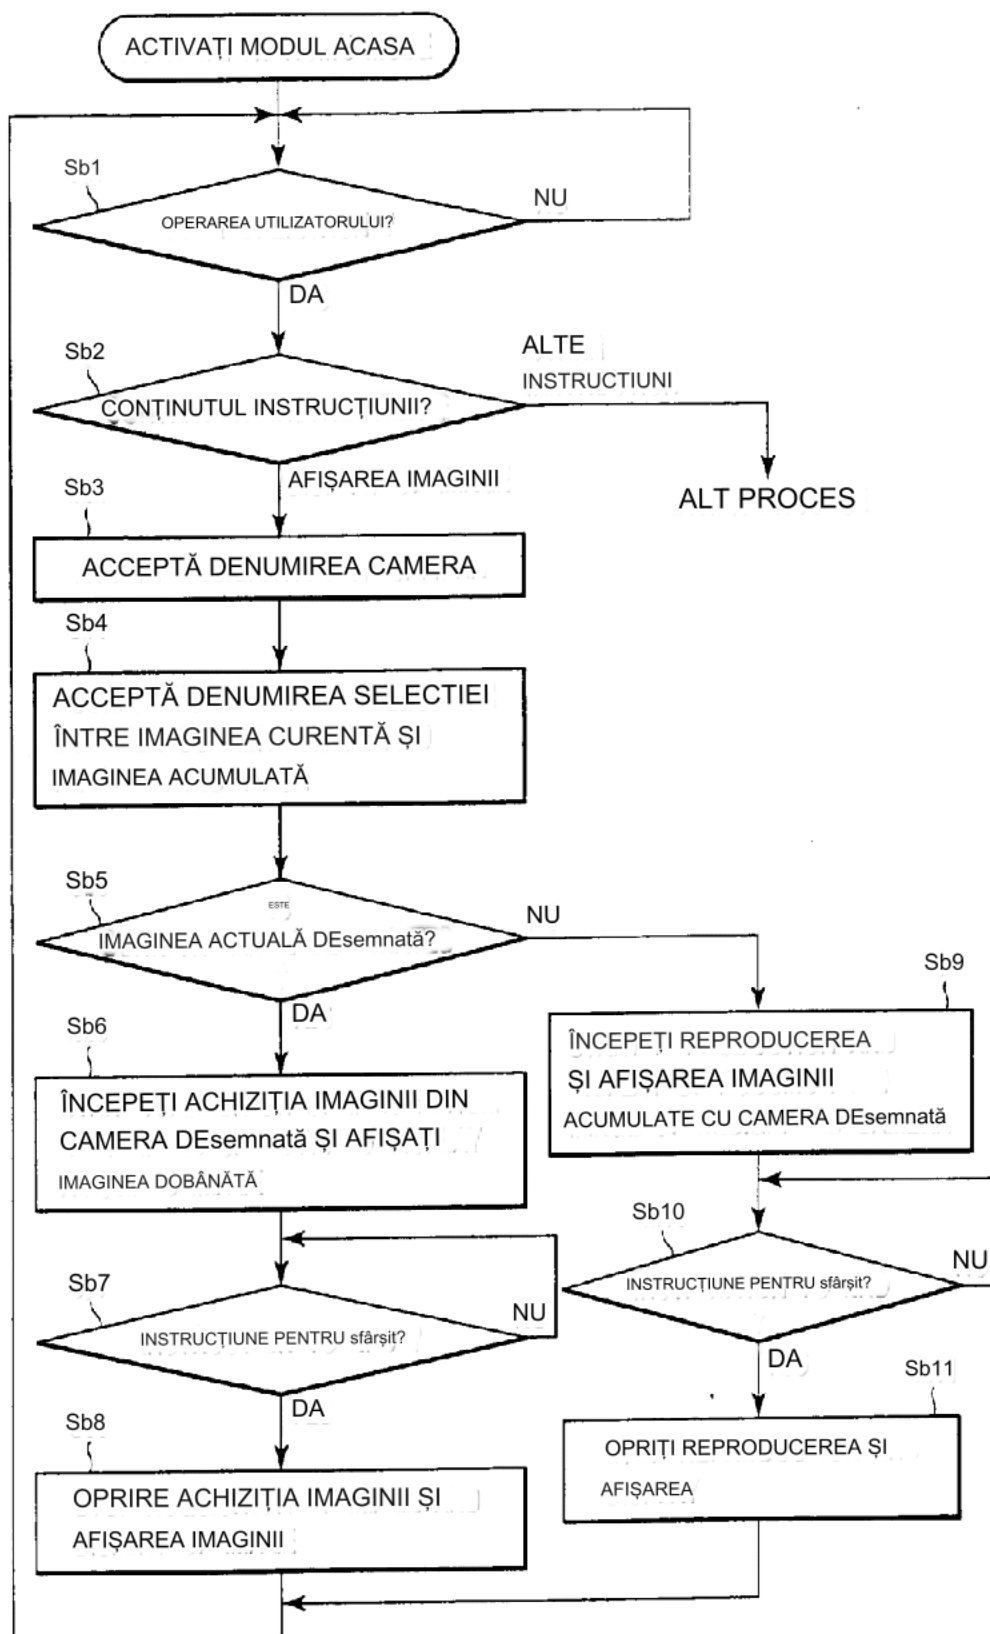 ACTIVAȚI MODUL ACASA
Sb1
OPERAREA UTILIZATORULUI?
NU
DA
Sb2
CONȚINUTUL INSTRUCȚIUNII?
ALTE
INSTRUCTIUNI
ALT PROCES
AFIȘAREA IMAGINII
Sb3
ACCEPTĂ DENUMIREA CAMERA
Sb4
ACCEPTĂ DENUMIREA SELECTIEI
ÎNTRE IMAGINEA CURENTĂ ȘI
IMAGINEA ACUMULATĂ
Sb5
ESTE
IMAGINEA ACTUALĂ DEsemnată?
NU
DA
Sb6
ÎNCEPEȚI ACHIZIȚIA IMAGINII DIN
CAMERA DEsemnată ȘI AFIȘAȚI
IMAGINEA DOBÂNĂTĂ
Sb7
INSTRUCȚIUNE PENTRU sfârșit?
NU
DA
Sb8
OPRIRE ACHIZIȚIA IMAGINII ȘI
AFIȘAREA IMAGINII
Sb9
ÎNCEPEȚI REPRODUCEREA
ȘI AFIȘAREA IMAGINII
ACUMULATE CU CAMERA DEsemnată
Sb10
INSTRUCȚIUNE PENTRU sfârșit?
NU
DA
Sb11
OPRIȚI REPRODUCEREA ȘI
AFIȘAREA